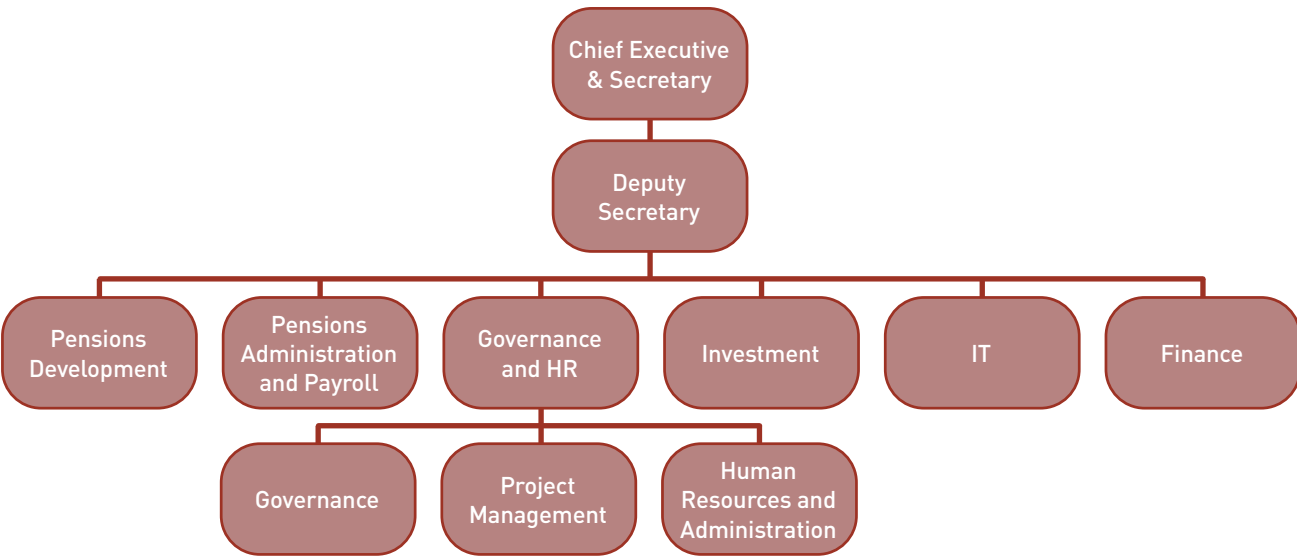 Chief Executive
& Secretary
Deputy
Secretary
Pensions
Development
Pensions
Administration
and Payroll
Governance
and HR
Investment
IT
Finance
Governance
Project
Management
Human
Resources and
Administration